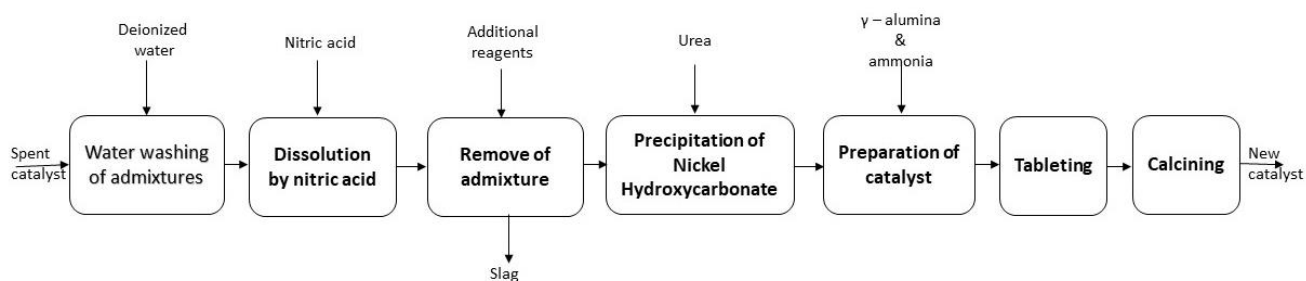 Deionized
water
Nitric acid
Additional
reagents
Urea
γ – alumina
&
ammonia
Spent
catalyst
Water washing
of admixtures
Dissolution
by nitric acid
Remove of
admixture
Precipitation of
Nickel
Hydroxycarbonate
Preparation of
catalyst
Tableting
Calcining
New
catalyst
Slag